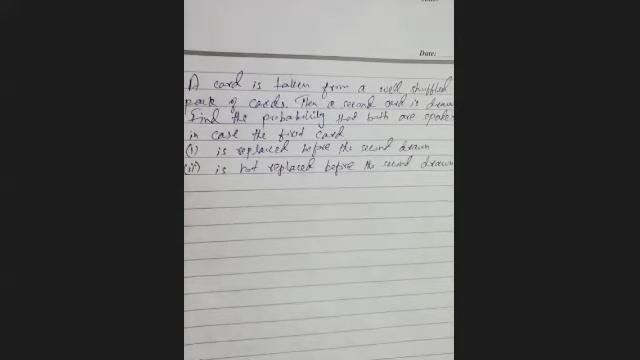 Date:
A card is taken from a well shuffled
pack of cards. Then a second card is drawn
Find the probability that both are spades
in case the first card
(i) is replaced before the second drawn
(ii) is not replaced before the second drawn